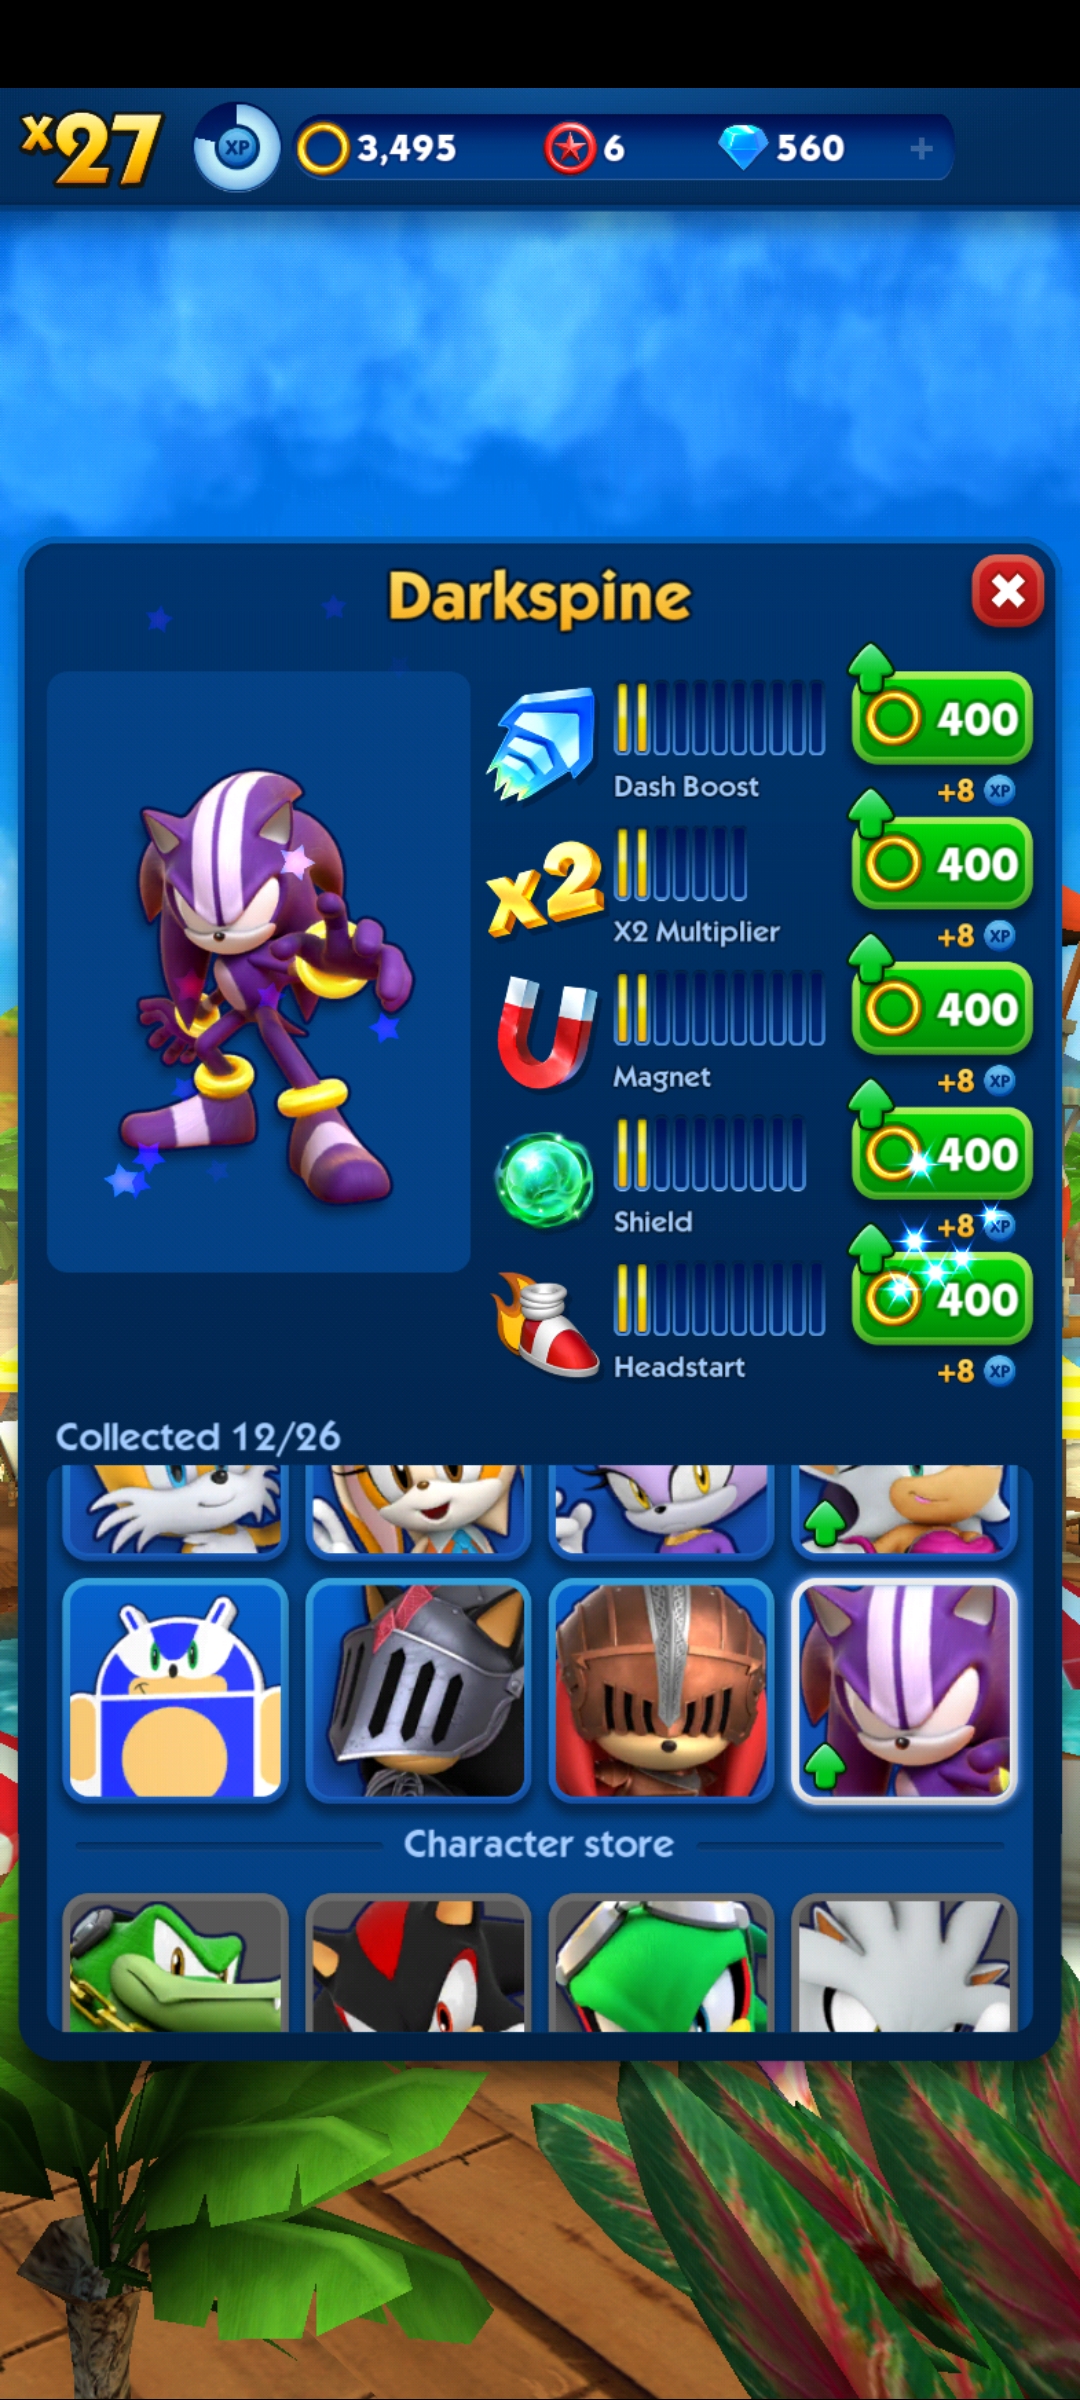 x27 XP 3,495 6 560 +
Darkspine
400
Dash Boost
+8 XP
x2
400
X2 Multiplier
+8 XP
400
Magnet
+8 XP
400
Shield
+8 XP
400
Headstart
+8 XP
Collected 12/26
Character store